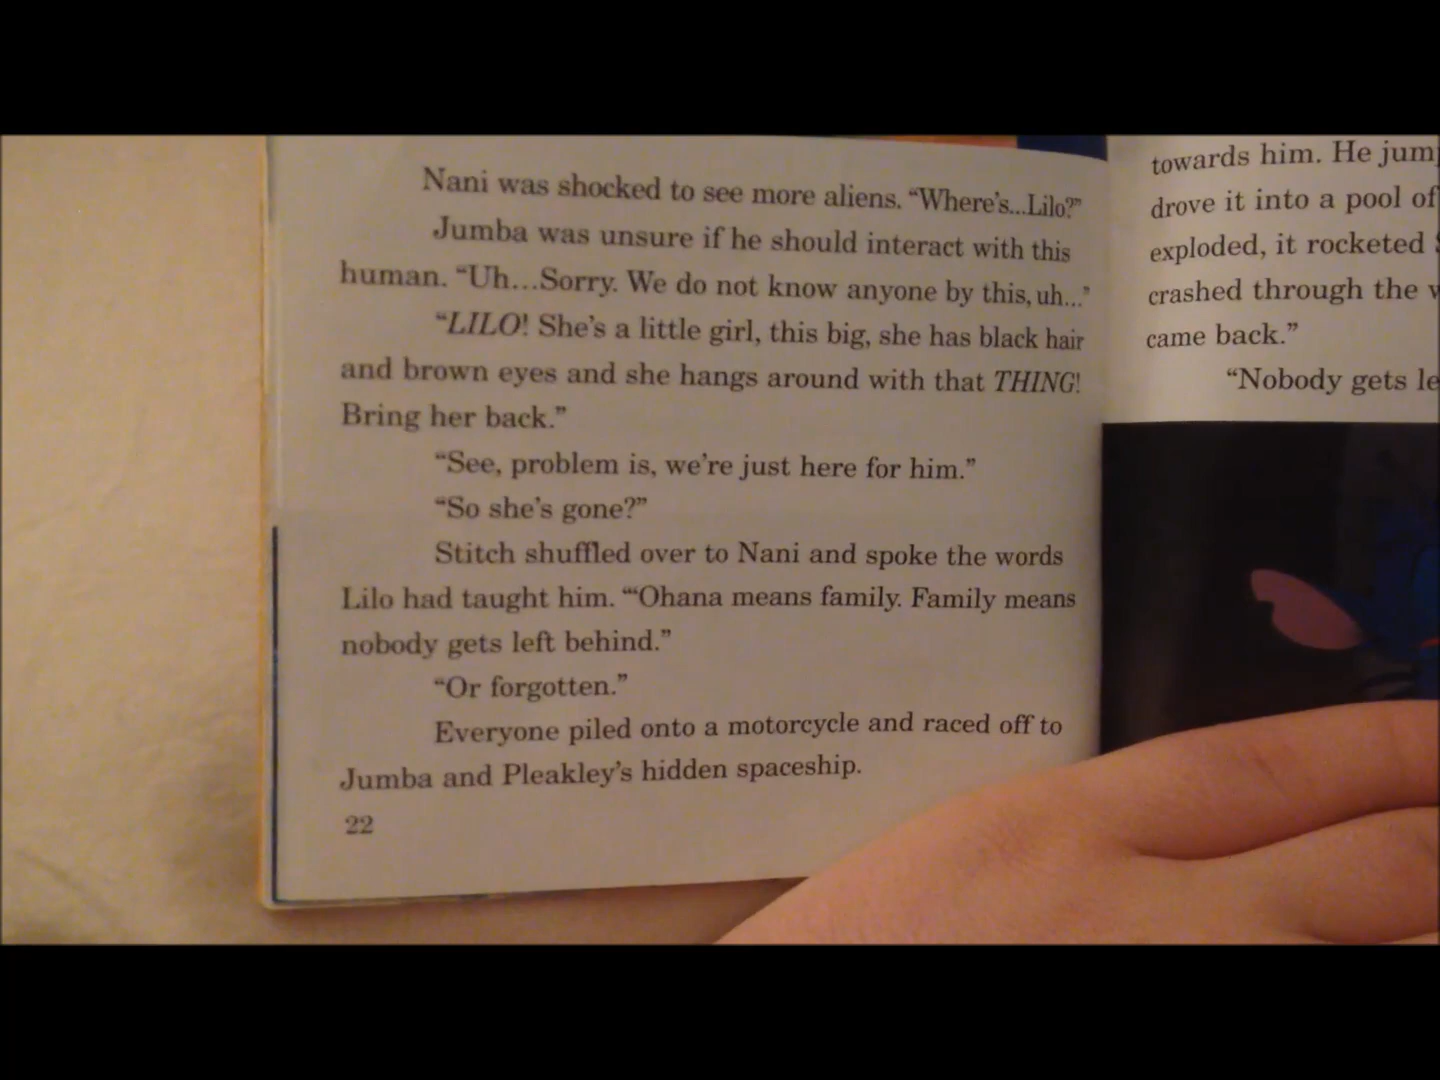 Nani was shocked to see more aliens. “Where’s...Lilo?”
Jumba was unsure if he should interact with this
human. “Uh...Sorry. We do not know anyone by this, uh...”
“LILO! She’s a little girl, this big, she has black hair
and brown eyes and she hangs around with that THING!
Bring her back.”
“See, problem is, we’re just here for him.”
“So she’s gone?”
Stitch shuffled over to Nani and spoke the words
Lilo had taught him. “‘Ohana means family. Family means
nobody gets left behind.”
“Or forgotten.”
Everyone piled onto a motorcycle and raced off to
Jumba and Pleakley’s hidden spaceship.
22
towards him. He jum
drove it into a pool of
exploded, it rocketed
crashed through the
came back.”
“Nobody gets le